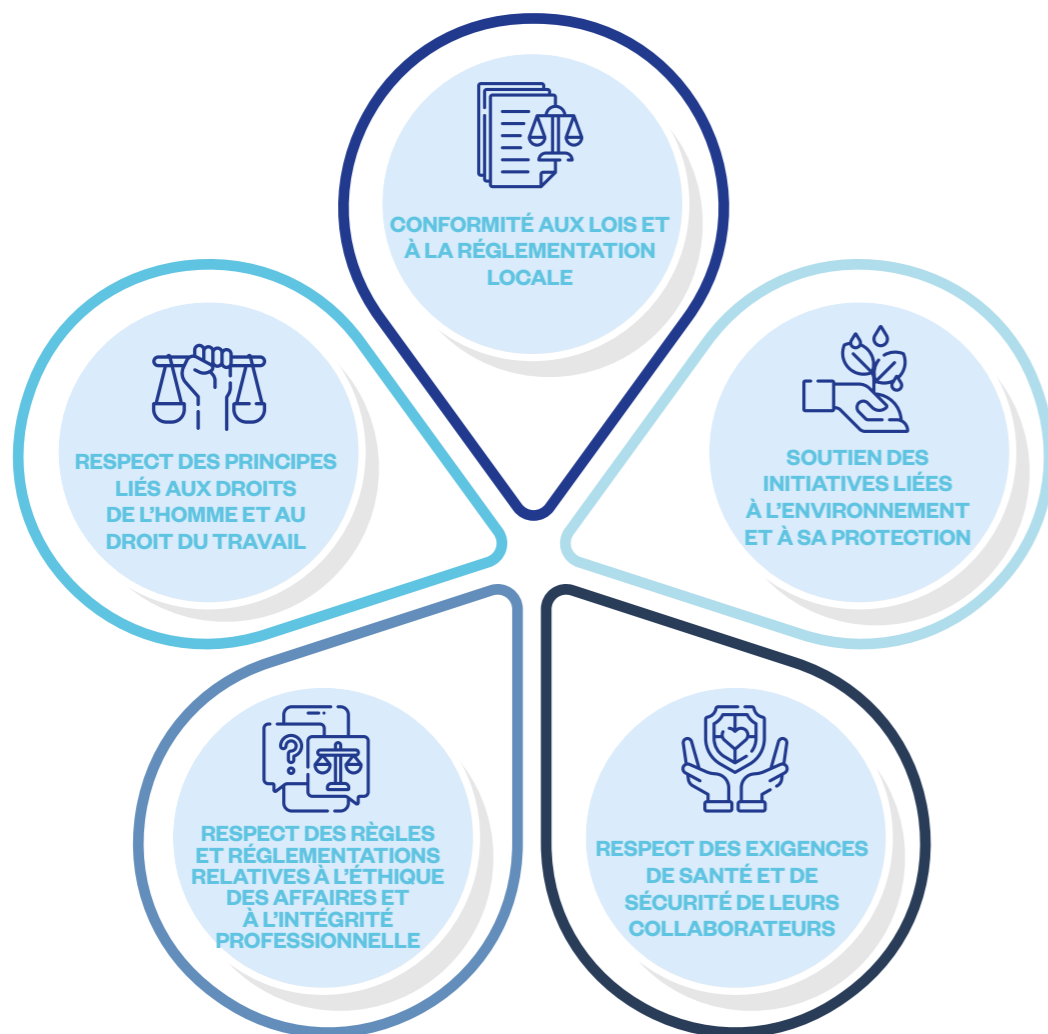 CONFORMITÉ AUX LOIS ET
À LA RÉGLEMENTATION
LOCALE
RESPECT DES PRINCIPES
LIÉS AUX DROITS
DE L'HOMME ET AU
DROIT DU TRAVAIL
SOUTIEN DES
INITIATIVES LIÉES
À L'ENVIRONNEMENT
ET À SA PROTECTION
RESPECT DES RÈGLES
ET RÉGLEMENTATIONS
RELATIVES À L'ÉTHIQUE
DES AFFAIRES ET
À L'INTÉGRITÉ
PROFESSIONNELLE
RESPECT DES EXIGENCES
DE SANTÉ ET DE
SÉCURITÉ DE LEURS
COLLABORATEURS